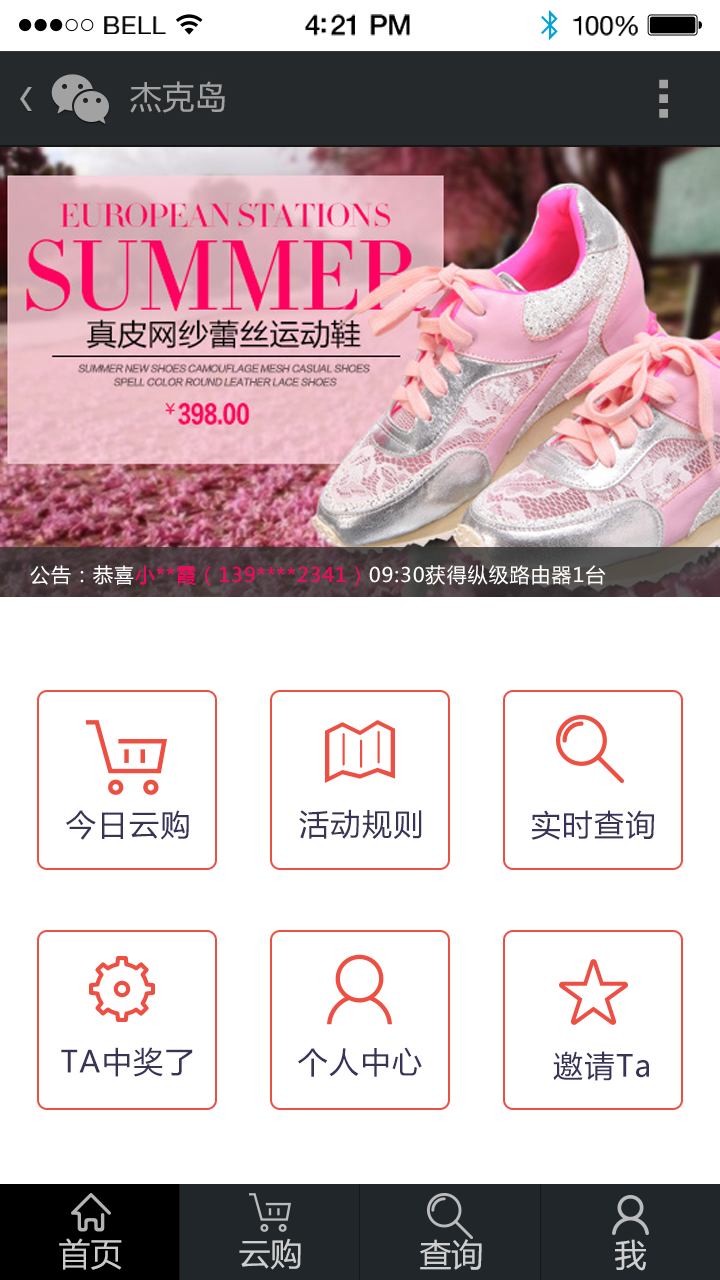 BELL 4:21 PM 100%
杰克岛
EUROPEAN STATIONS
SUMMER
真皮网纱蕾丝运动鞋
SUMMER NEW SHOES CAMOUFLAGE MESH CASUAL SHOES
SPELL COLOR ROUND LEATHER LACE SHOES
¥398.00
公告：恭喜小**霞（139****2341）09:30获得纵级路由器1台
今日云购 活动规则 实时查询
TA中奖了 个人中心 邀请Ta
首页 云购 查询 我